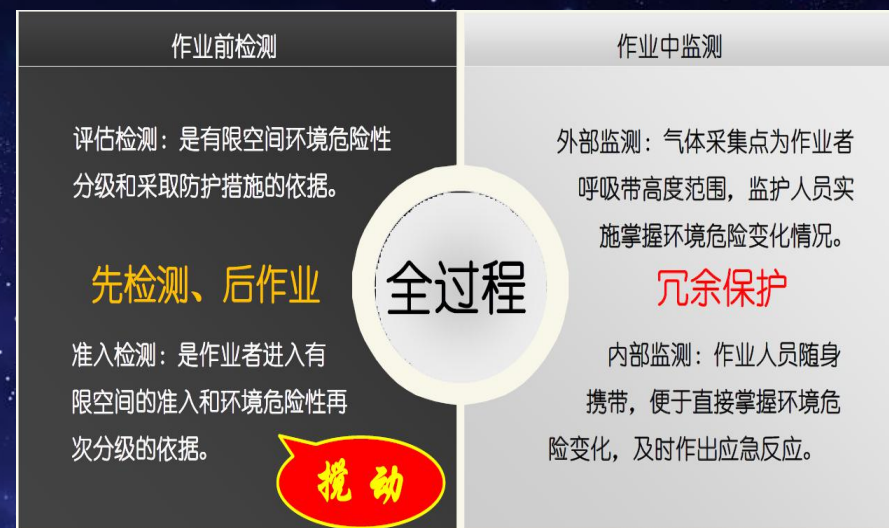 作业前检测
评估检测：是有限空间环境危险性
分级和采取防护措施的依据。
先检测、后作业
准入检测：是作业者进入有
限空间的准入和环境危险性再
次分级的依据。
搅动
全过程
作业中监测
外部监测：气体采集点为作业者
呼吸带高度范围，监护人员实
施掌握环境危险变化情况。
冗余保护
内部监测：作业人员随身
携带，便于直接掌握环境危
险变化，及时作出应急反应。